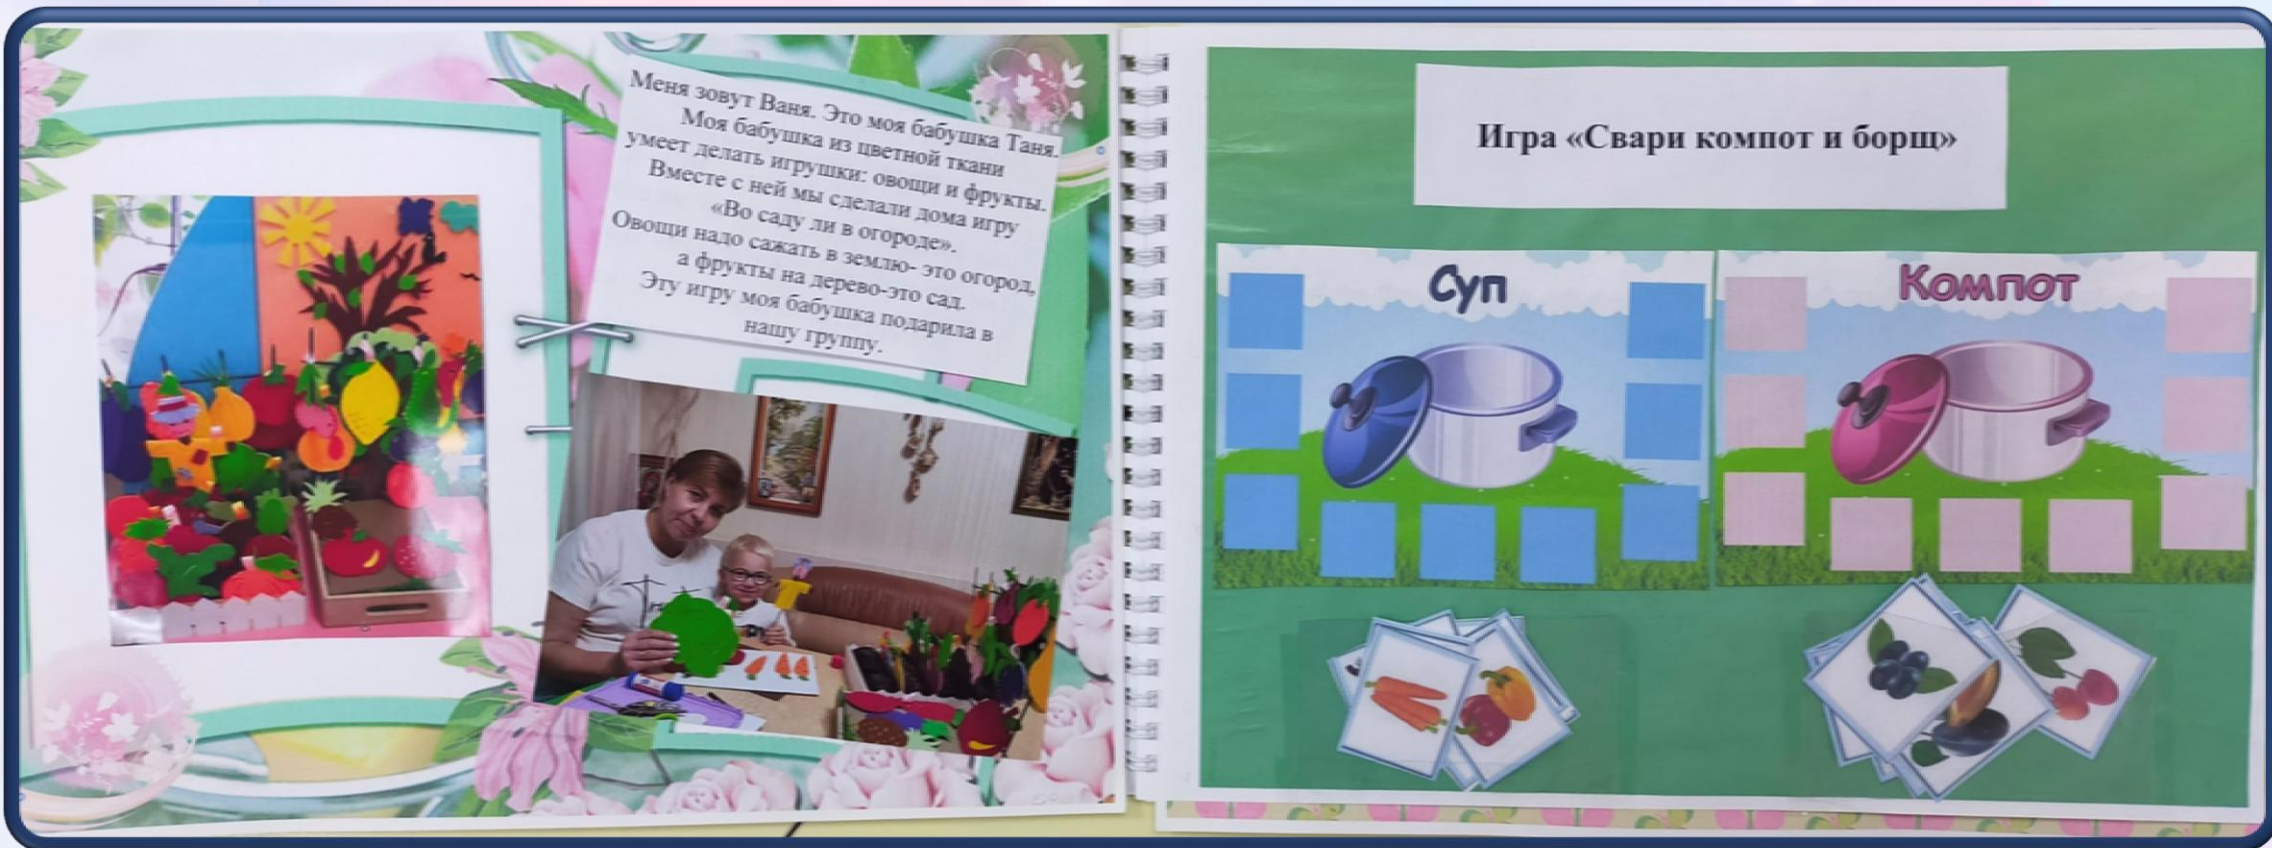 Меня зовут Ваня. Это моя бабушка Таня.
Моя бабушка из цветной ткани
умеет делать игрушки: овощи и фрукты.
Вместе с ней мы сделали дома игру
«Во саду ли в огороде».
Овощи надо сажать в землю- это огород,
а фрукты на дерево-это сад.
Эту игру моя бабушка подарила в
нашу группу.
Игра «Свари компот и борщ»
Суп
Компот